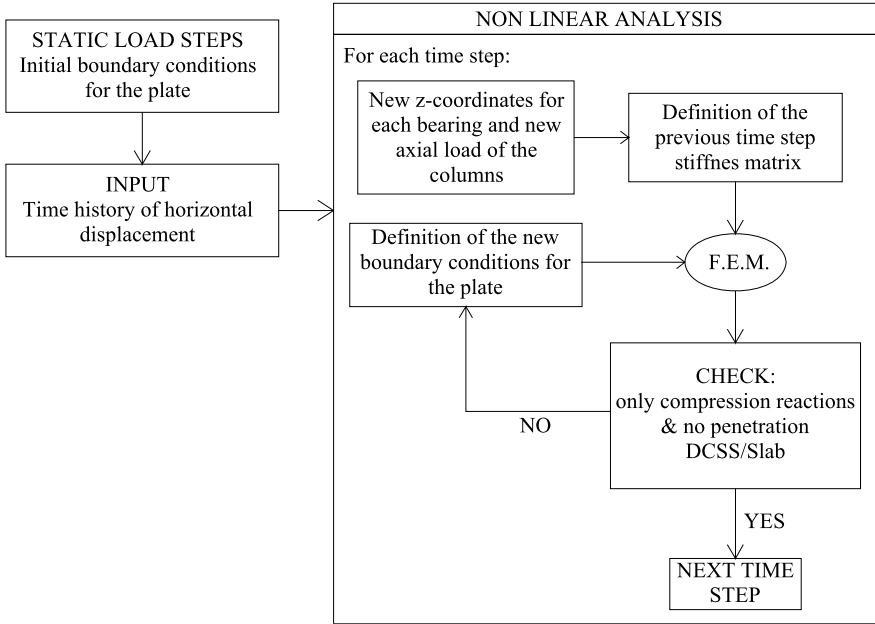 STATIC LOAD STEPS
Initial boundary conditions
for the plate
INPUT
Time history of horizontal
displacement
NON LINEAR ANALYSIS
For each time step:
New z-coordinates for
each bearing and new
axial load of the
columns
Definition of the
previous time step
stiffnes matrix
Definition of the new
boundary conditions for
the plate
F.E.M.
CHECK:
only compression reactions
& no penetration
DCSS/Slab
NO
YES
NEXT TIME
STEP